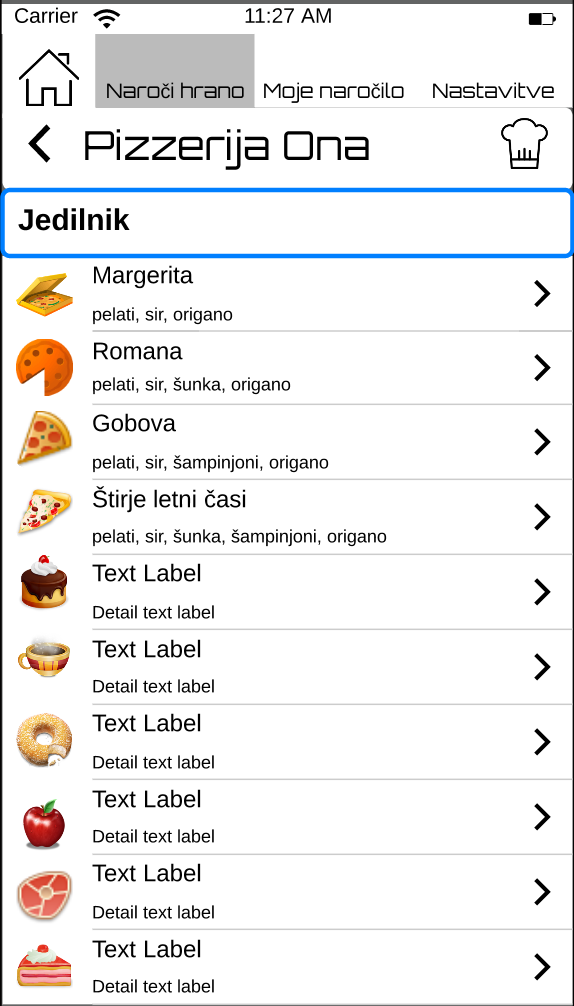 Carrier 11:27 AM
Naroči hrano Moje naročilo Nastavitve
Pizzerija Ona
Jedilnik
Margerita
pelati, sir, origano
Romana
pelati, sir, šunka, origano
Gobova
pelati, sir, šampinjoni, origano
Štirje letni časi
pelati, sir, šunka, šampinjoni, origano
Text Label
Detail text label
Text Label
Detail text label
Text Label
Detail text label
Text Label
Detail text label
Text Label
Detail text label
Text Label
Detail text label